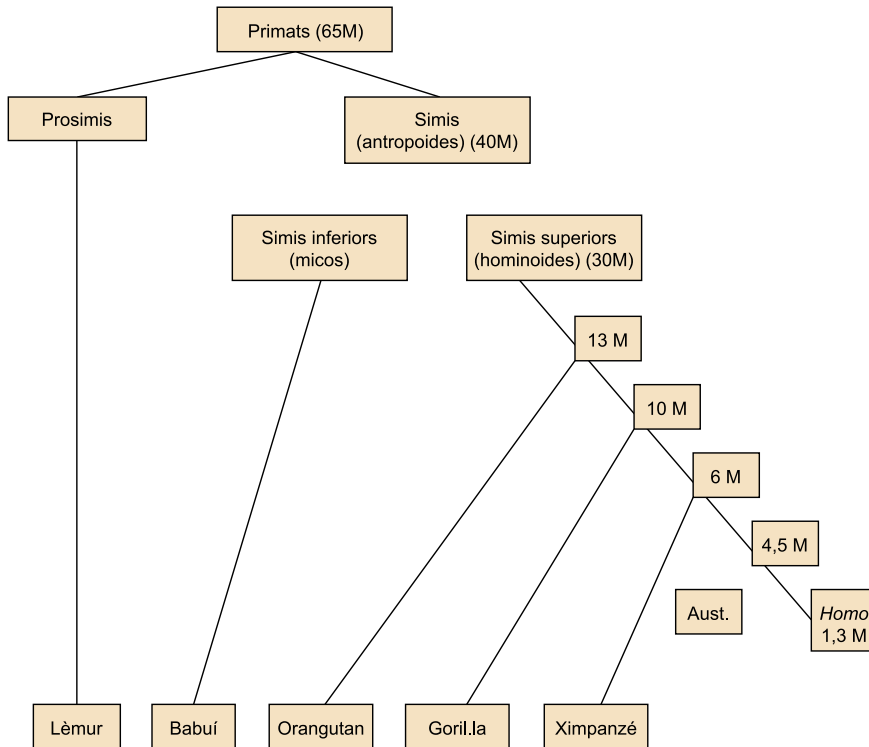 Primats (65M)
Prosimis
Simis
(antropoides) (40M)
Simis inferiors
(micos)
Simis superiors
(hominoides) (30M)
13 M
10 M
6 M
4,5 M
Aust.
Homo
1,3 M
Lèmur
Babuí
Orangutan
Goril.la
Ximpanzé